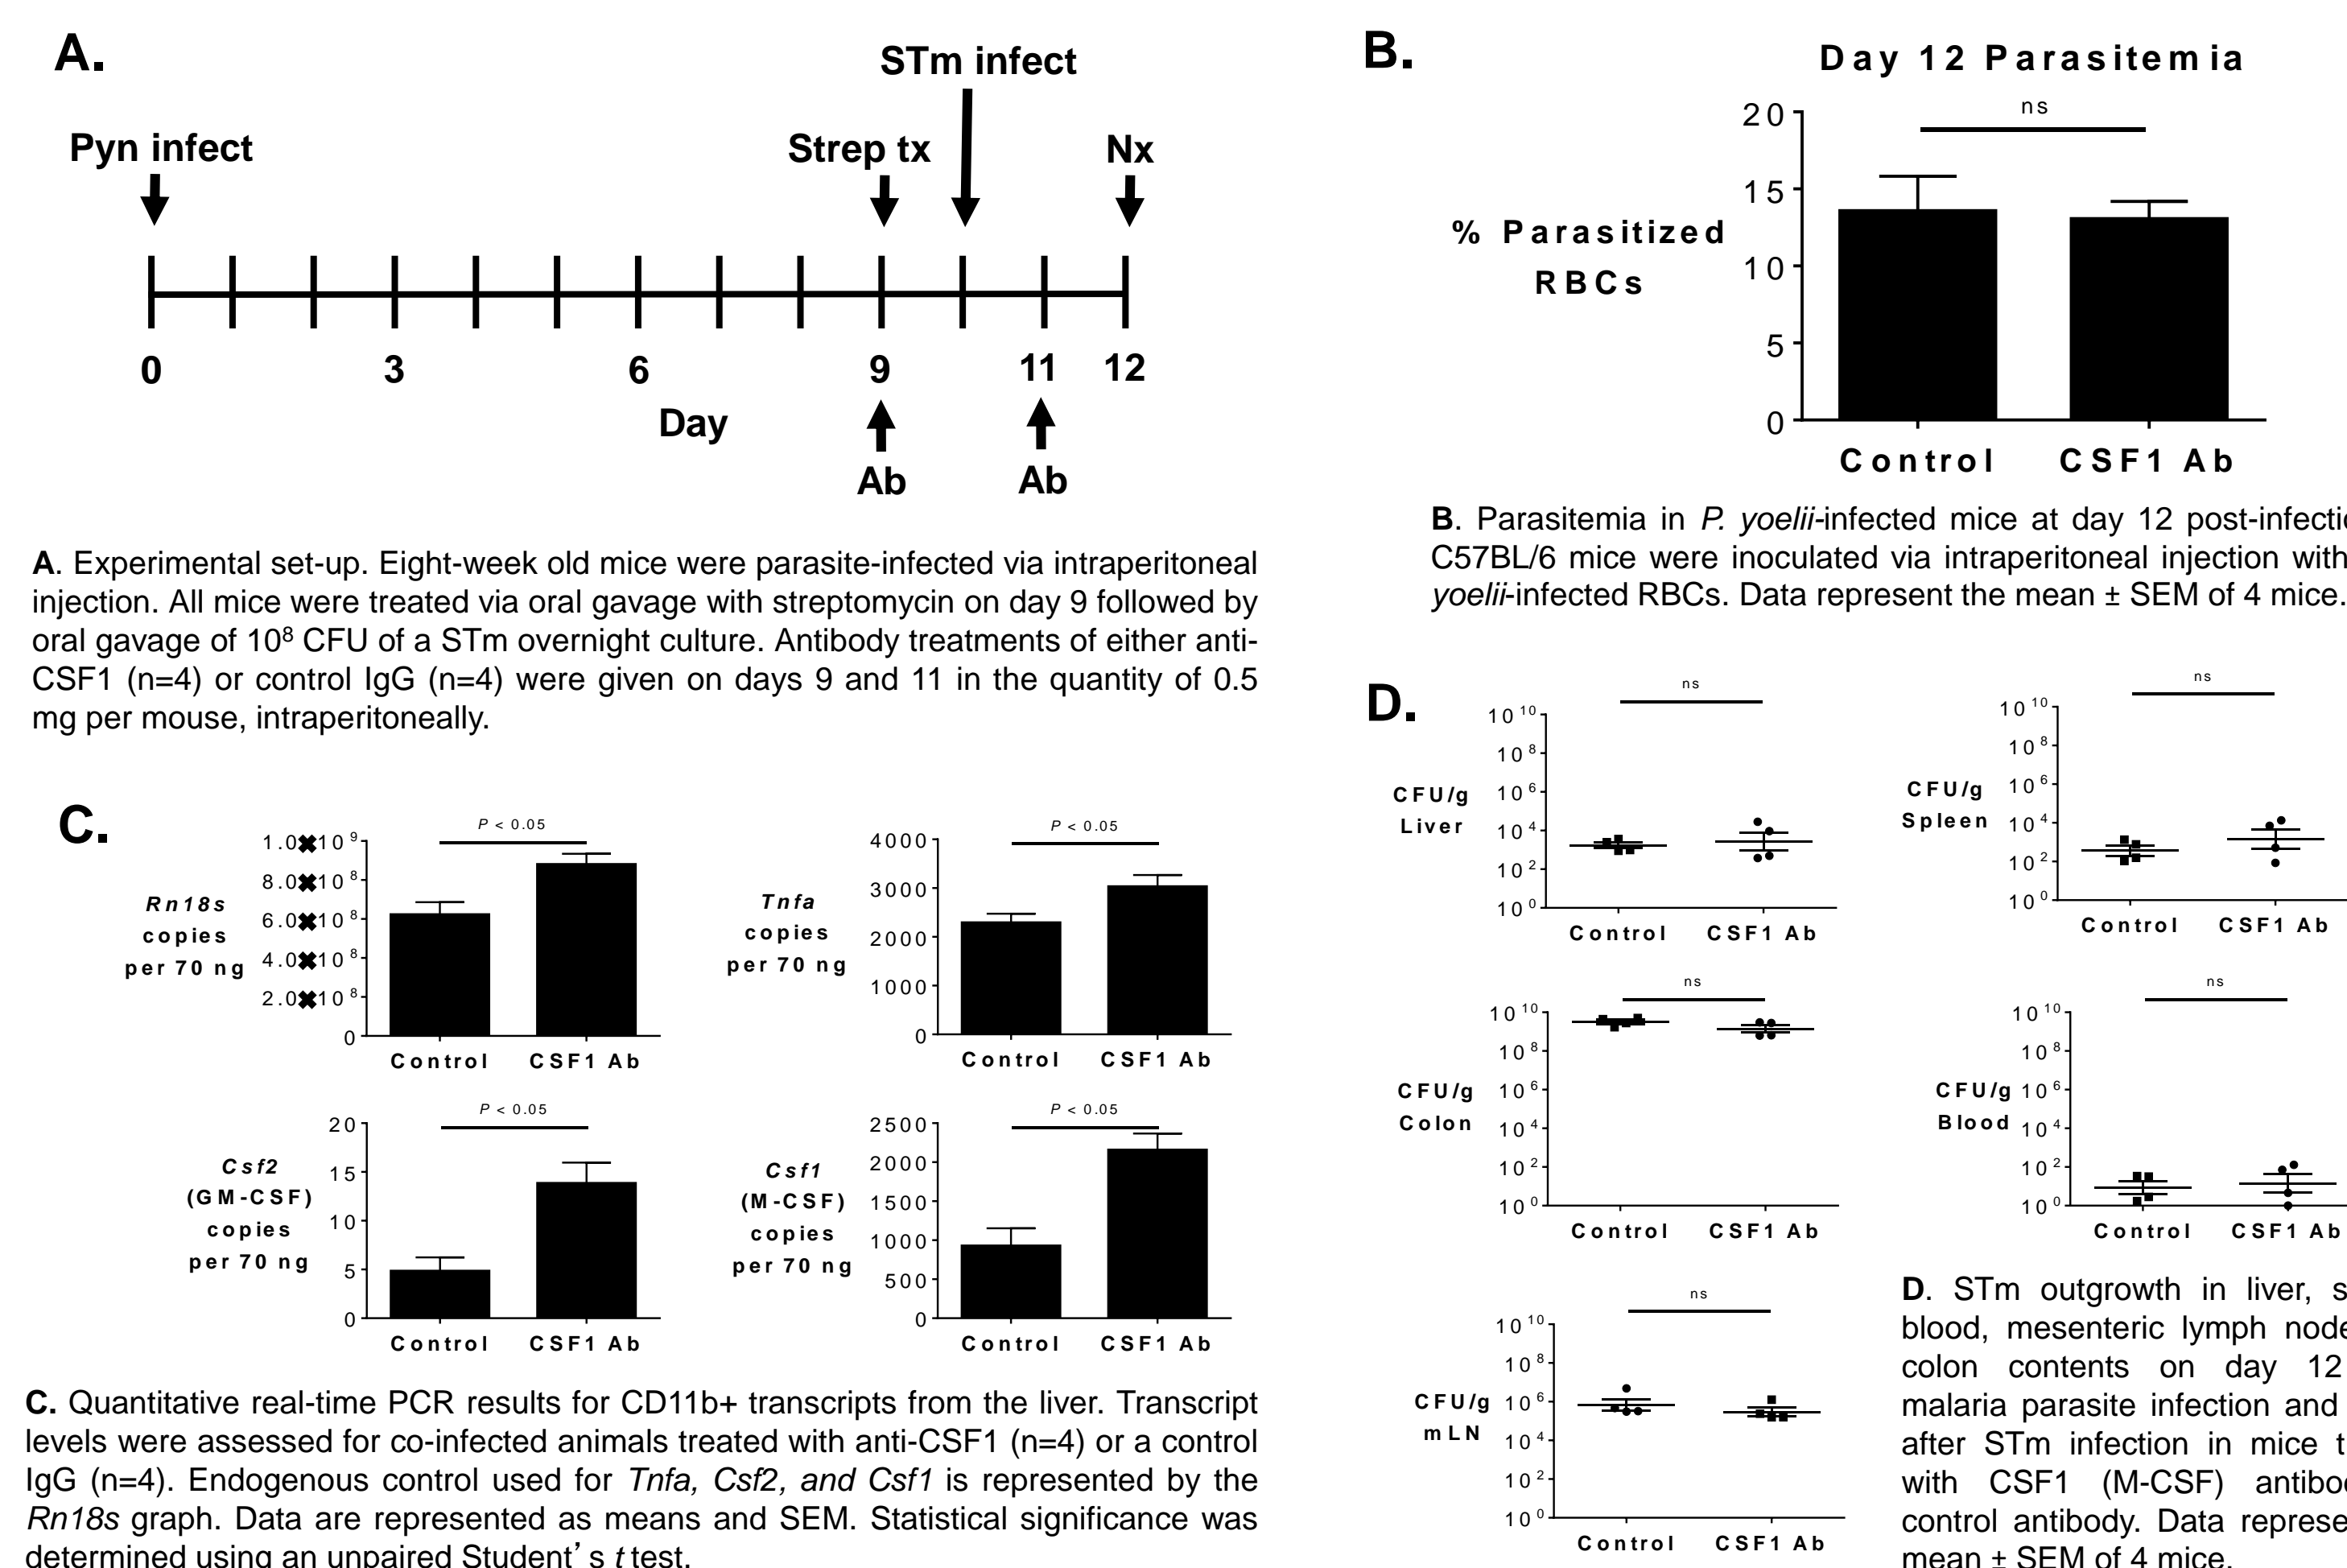 A.
STm infect
Pyn infect
Strep tx
Nx
0
3
6
9
11
12
Day
Ab
Ab
A. Experimental set-up. Eight-week old mice were parasite-infected via intraperitoneal
injection. All mice were treated via oral gavage with streptomycin on day 9 followed by
oral gavage of 10⁸ CFU of a STm overnight culture. Antibody treatments of either anti-
CSF1 (n=4) or control IgG (n=4) were given on days 9 and 11 in the quantity of 0.5
mg per mouse, intraperitoneally.
B.
Day 12 Parasitemia
ns
20
15
10
5
0
% Parasitized
RBCs
Control
CSF1 Ab
B. Parasitemia in P. yoelii-infected mice at day 12 post-infectio
C57BL/6 mice were inoculated via intraperitoneal injection with
yoelii-infected RBCs. Data represent the mean ± SEM of 4 mice.
C.
P < 0.05
1.0✖10⁹
8.0✖10⁸
6.0✖10⁸
4.0✖10⁸
2.0✖10⁸
0
Rn18s
copies
per 70 ng
Control
CSF1 Ab
P < 0.05
4000
3000
2000
1000
0
Tnfa
copies
per 70 ng
Control
CSF1 Ab
P < 0.05
20
15
10
5
0
Csf2
(GM-CSF)
copies
per 70 ng
Control
CSF1 Ab
P < 0.05
2500
2000
1500
1000
500
0
Csf1
(M-CSF)
copies
per 70 ng
Control
CSF1 Ab
C. Quantitative real-time PCR results for CD11b+ transcripts from the liver. Transcript
levels were assessed for co-infected animals treated with anti-CSF1 (n=4) or a control
IgG (n=4). Endogenous control used for Tnfa, Csf2, and Csf1 is represented by the
Rn18s graph. Data are represented as means and SEM. Statistical significance was
determined using an unpaired Student's t test.
D.
ns
10¹⁰
10⁸
10⁶
10⁴
10²
10⁰
CFU/g
Liver
Control
CSF1 Ab
ns
10¹⁰
10⁸
10⁶
10⁴
10²
10⁰
CFU/g
Spleen
Control
CSF1 Ab
ns
10¹⁰
10⁸
10⁶
10⁴
10²
10⁰
CFU/g
Colon
Control
CSF1 Ab
ns
10¹⁰
10⁸
10⁶
10⁴
10²
10⁰
CFU/g
Blood
Control
CSF1 Ab
ns
10¹⁰
10⁸
10⁶
10⁴
10²
10⁰
CFU/g
mLN
Control
CSF1 Ab
D. STm outgrowth in liver, s
blood, mesenteric lymph node
colon contents on day 12
malaria parasite infection and
after STm infection in mice t
with CSF1 (M-CSF) antibo
control antibody. Data represe
mean ± SEM of 4 mice.